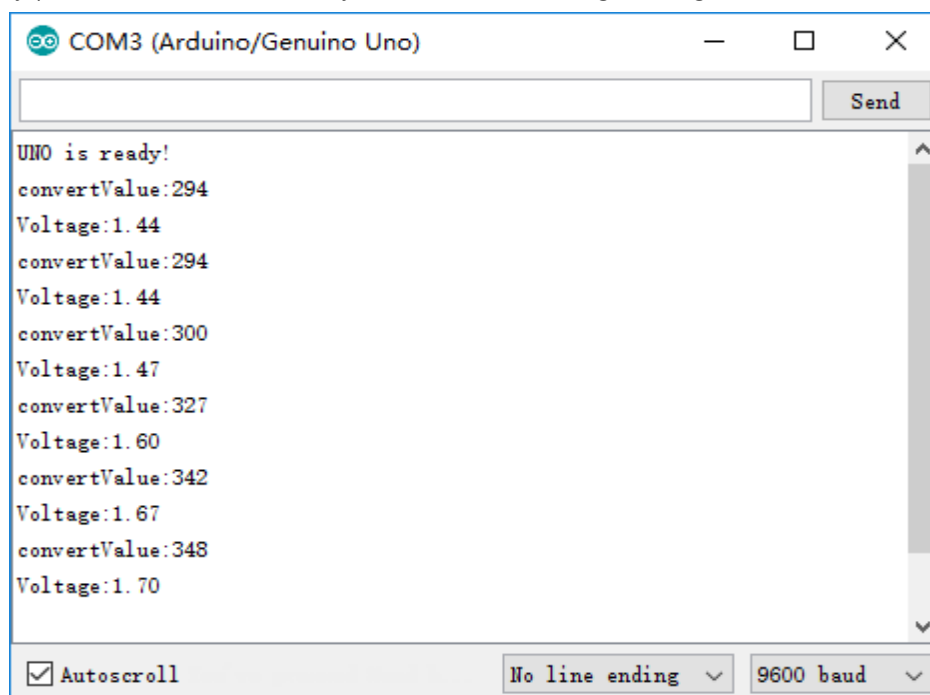 COM3 (Arduino/Genuino Uno)
Send
UNO is ready!
convertValue:294
Voltage:1.44
convertValue:294
Voltage:1.44
convertValue:300
Voltage:1.47
convertValue:327
Voltage:1.60
convertValue:342
Voltage:1.67
convertValue:348
Voltage:1.70
Autoscroll
No line ending
9600 baud